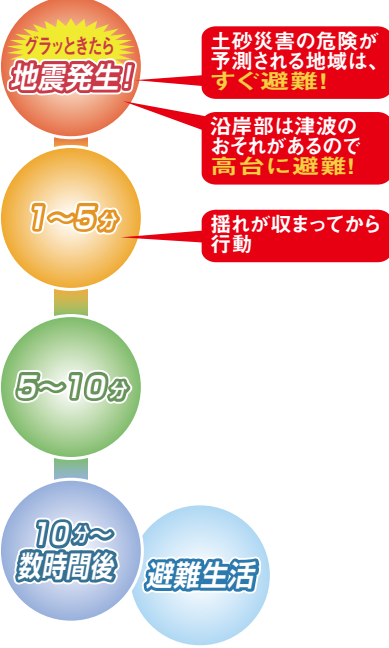 グラッときたら
地震発生!
土砂災害の危険が
予測される地域は、
すぐ避難!
沿岸部は津波の
おそれがあるので
高台に避難!
1〜5分
揺れが収まってから
行動
5〜10分
10分〜
数時間後
避難生活